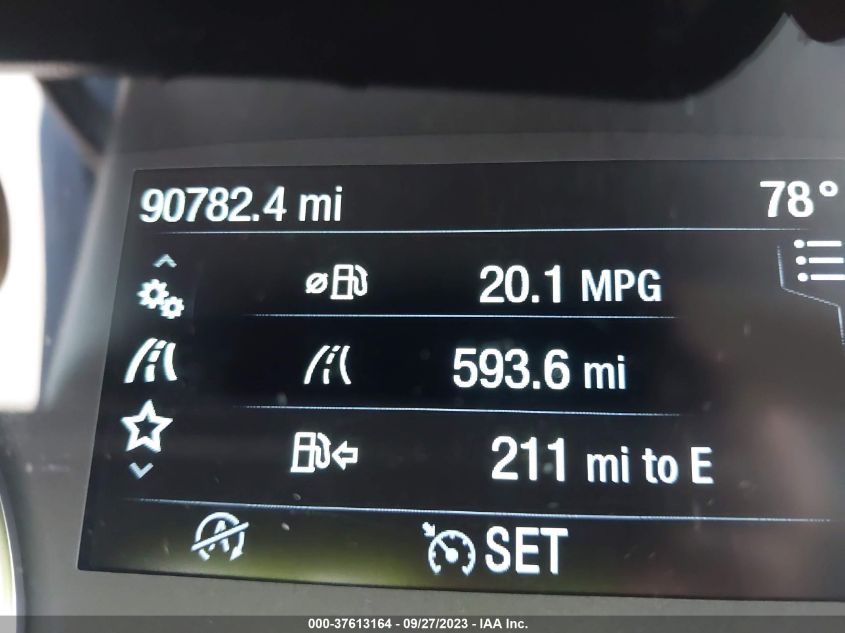 90782.4 mi 78°
20.1 MPG
593.6 mi
211 mi to E
SET
000-37613164 - 09/27/2023 - IAA Inc.